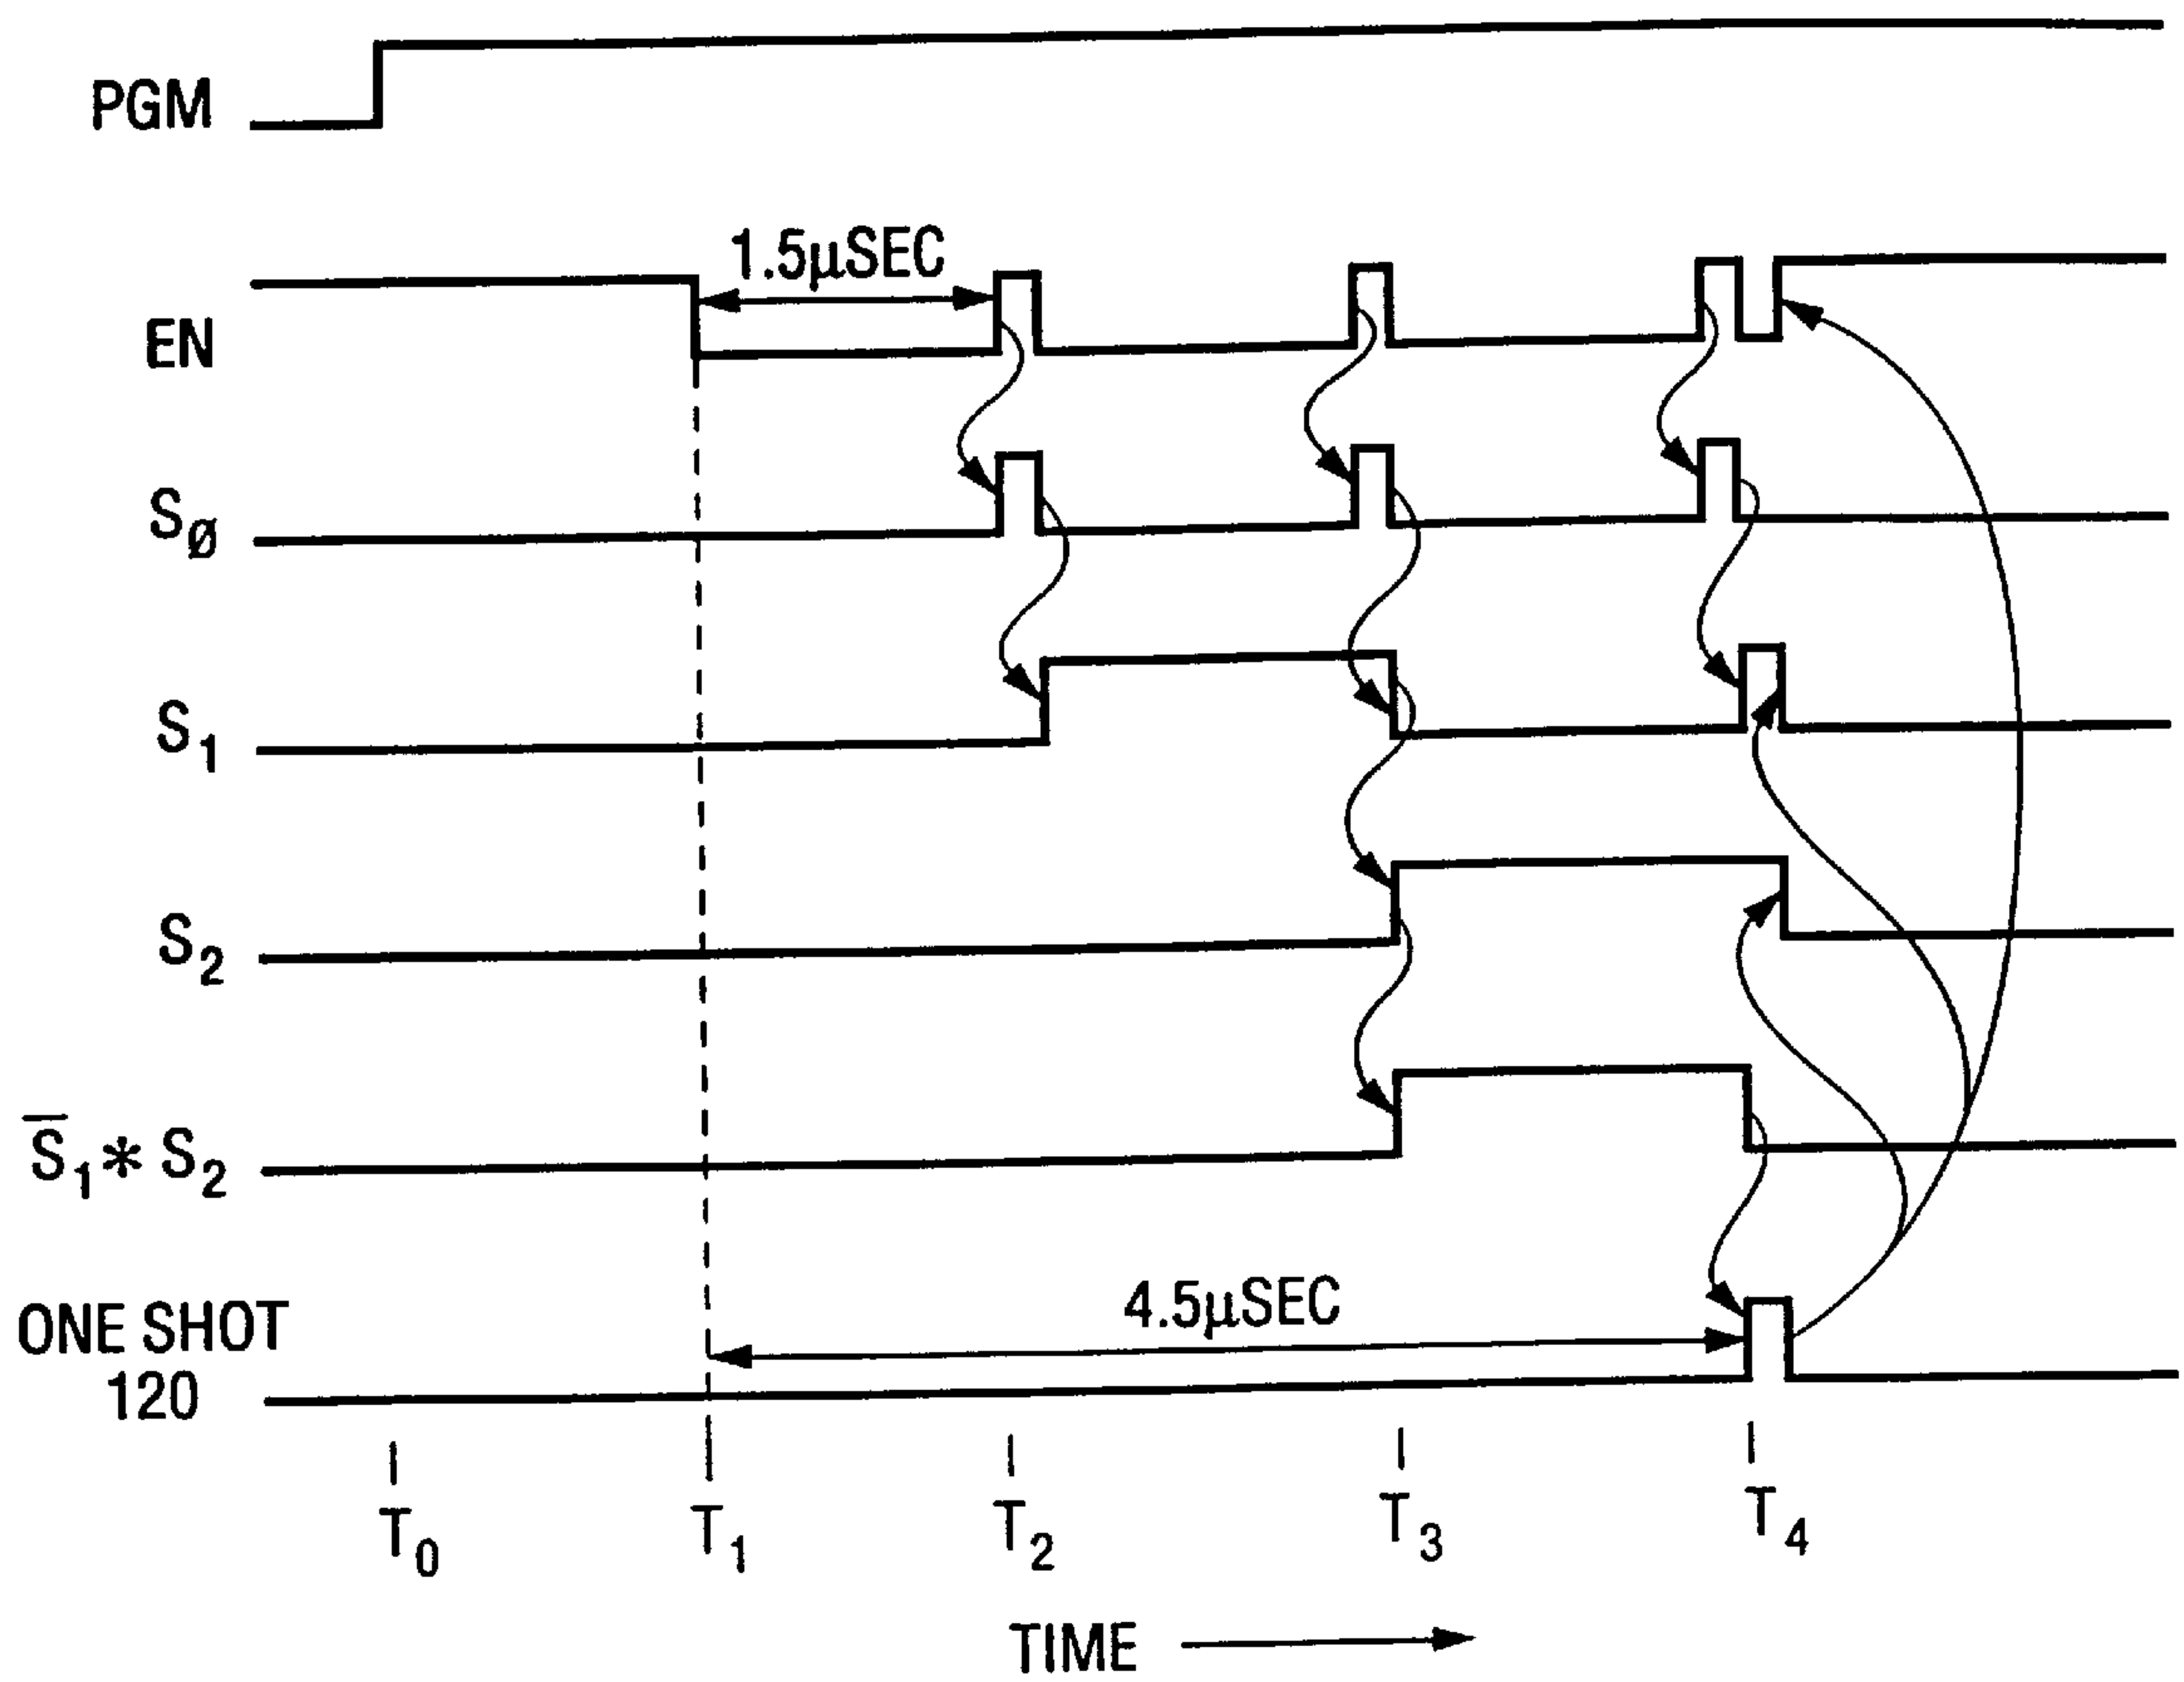 PGM
1.5μSEC
EN
SØ
S1
S2
S̅1 * S2
4.5μSEC
ONE SHOT
120
T0 T1 T2 T3 T4
TIME